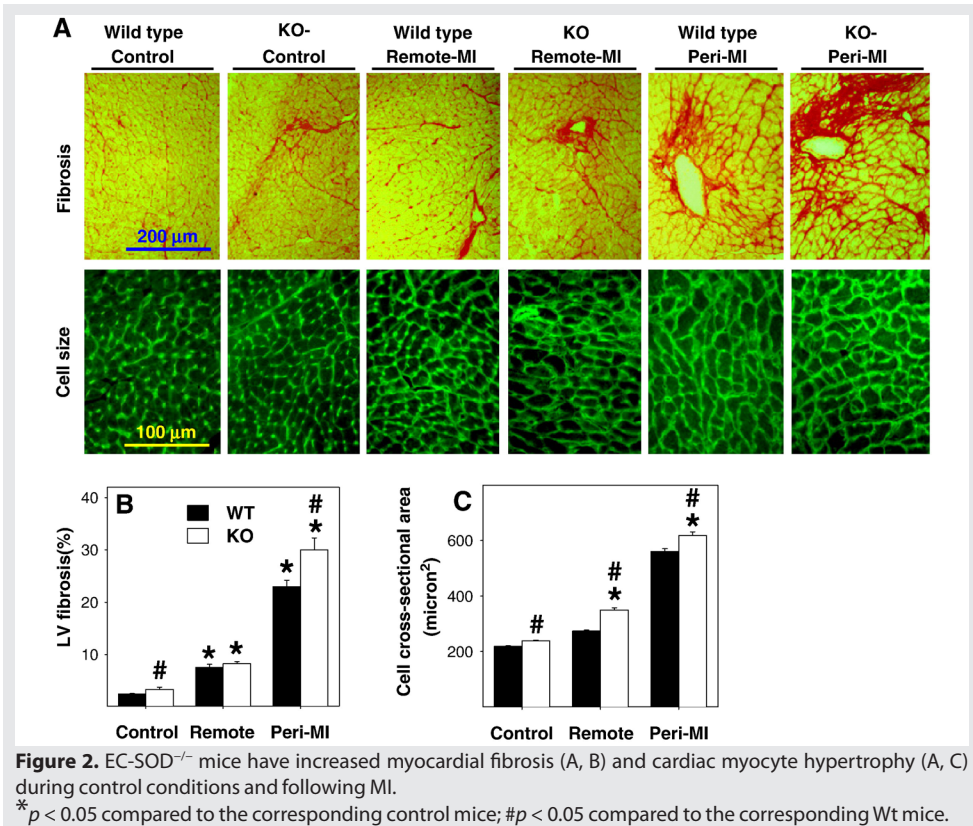 A
Wild type Control
KO- Control
Wild type Remote-MI
KO Remote-MI
Wild type Peri-MI
KO- Peri-MI
Fibrosis
200 μm
Cell size
100 μm
B
LV fibrosis(%)
40
30
20
10
WT
KO
#
*
*
#
*
*
Control Remote Peri-MI
C
Cell cross-sectional area
(micron²)
600
400
200
#
#
*
#
*
Control Remote Peri-MI
Figure 2. EC-SOD⁻/⁻ mice have increased myocardial fibrosis (A, B) and cardiac myocyte hypertrophy (A, C)
during control conditions and following MI.
*p < 0.05 compared to the corresponding control mice; #p < 0.05 compared to the corresponding Wt mice.